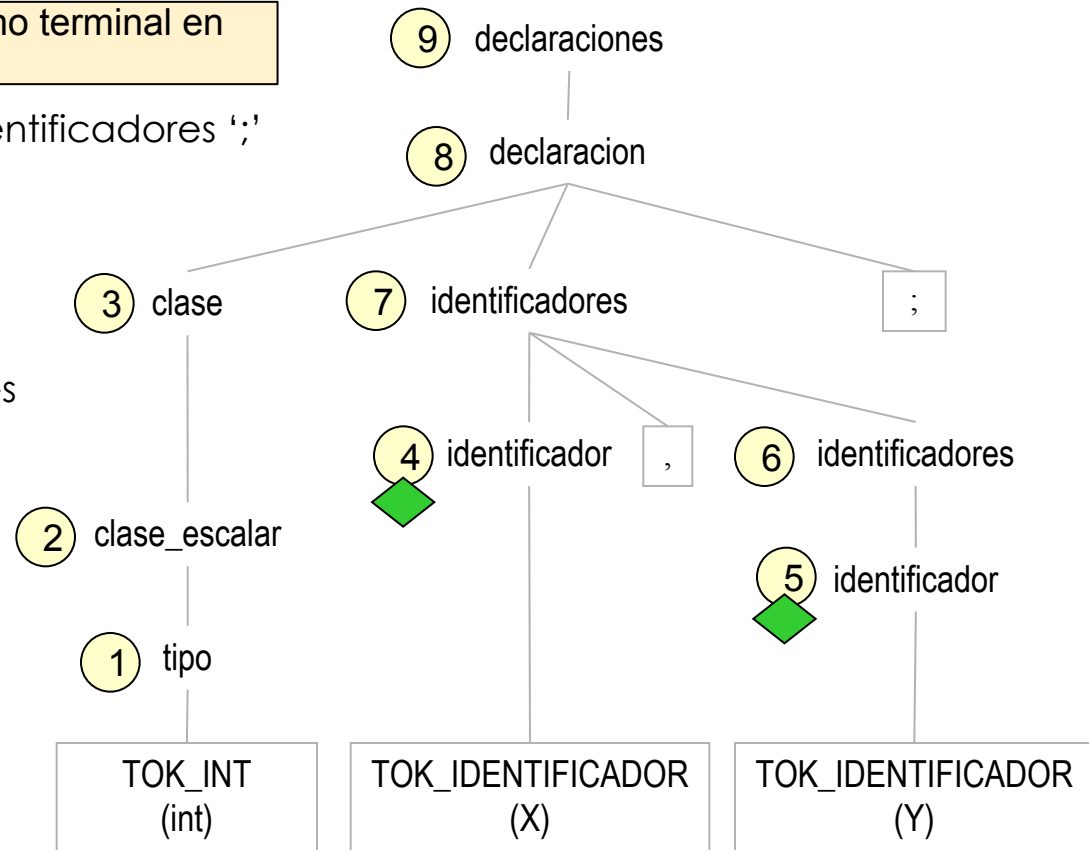 no terminal en
9 declaraciones
entificadores ‘;’
8 declaracion
3 clase
7 identificadores
;
es
4 identificador
,
6 identificadores
2 clase_escalar
5 identificador
1 tipo
TOK_INT
(int)
TOK_IDENTIFICADOR
(X)
TOK_IDENTIFICADOR
(Y)